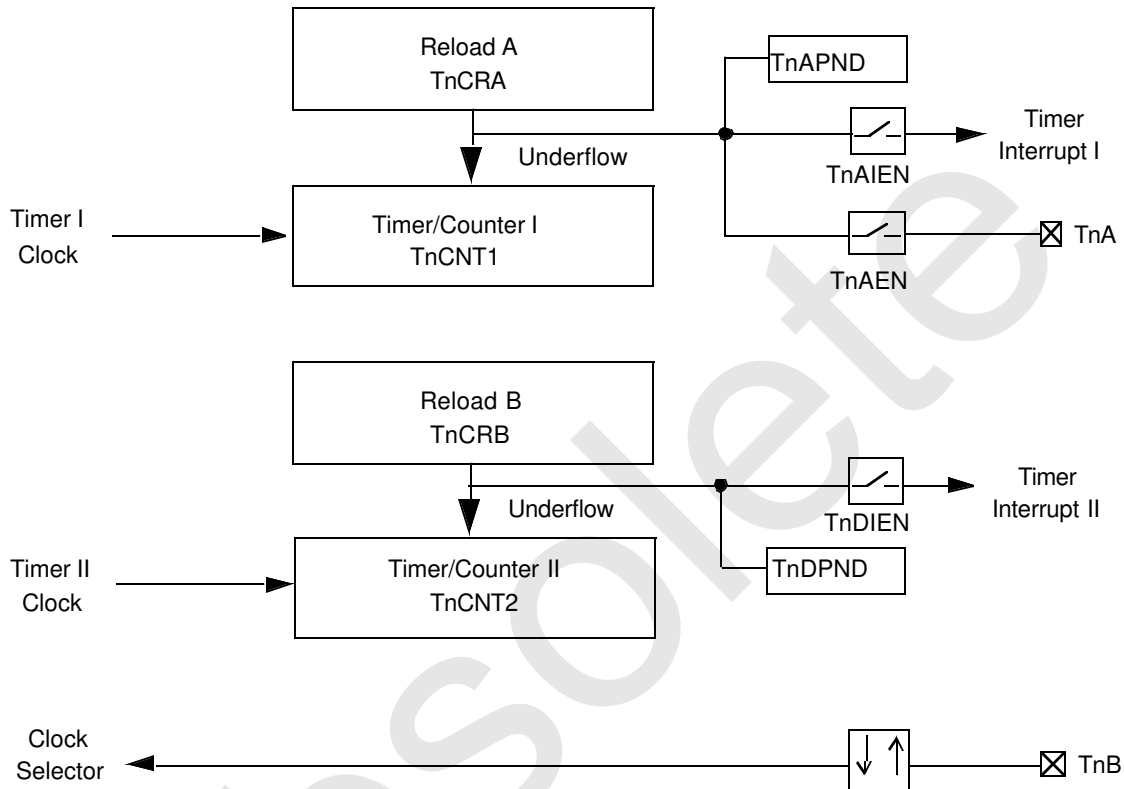 Reload A
TnCRA
TnAPND
Timer
Interrupt I
Underflow
TnAIEN
Timer I
Clock
Timer/Counter I
TnCNT1
TnA
TnAEN
Reload B
TnCRB
Timer
Interrupt II
Underflow
TnDIEN
Timer II
Clock
Timer/Counter II
TnCNT2
TnDPND
Clock
Selector
TnB
Obsolete